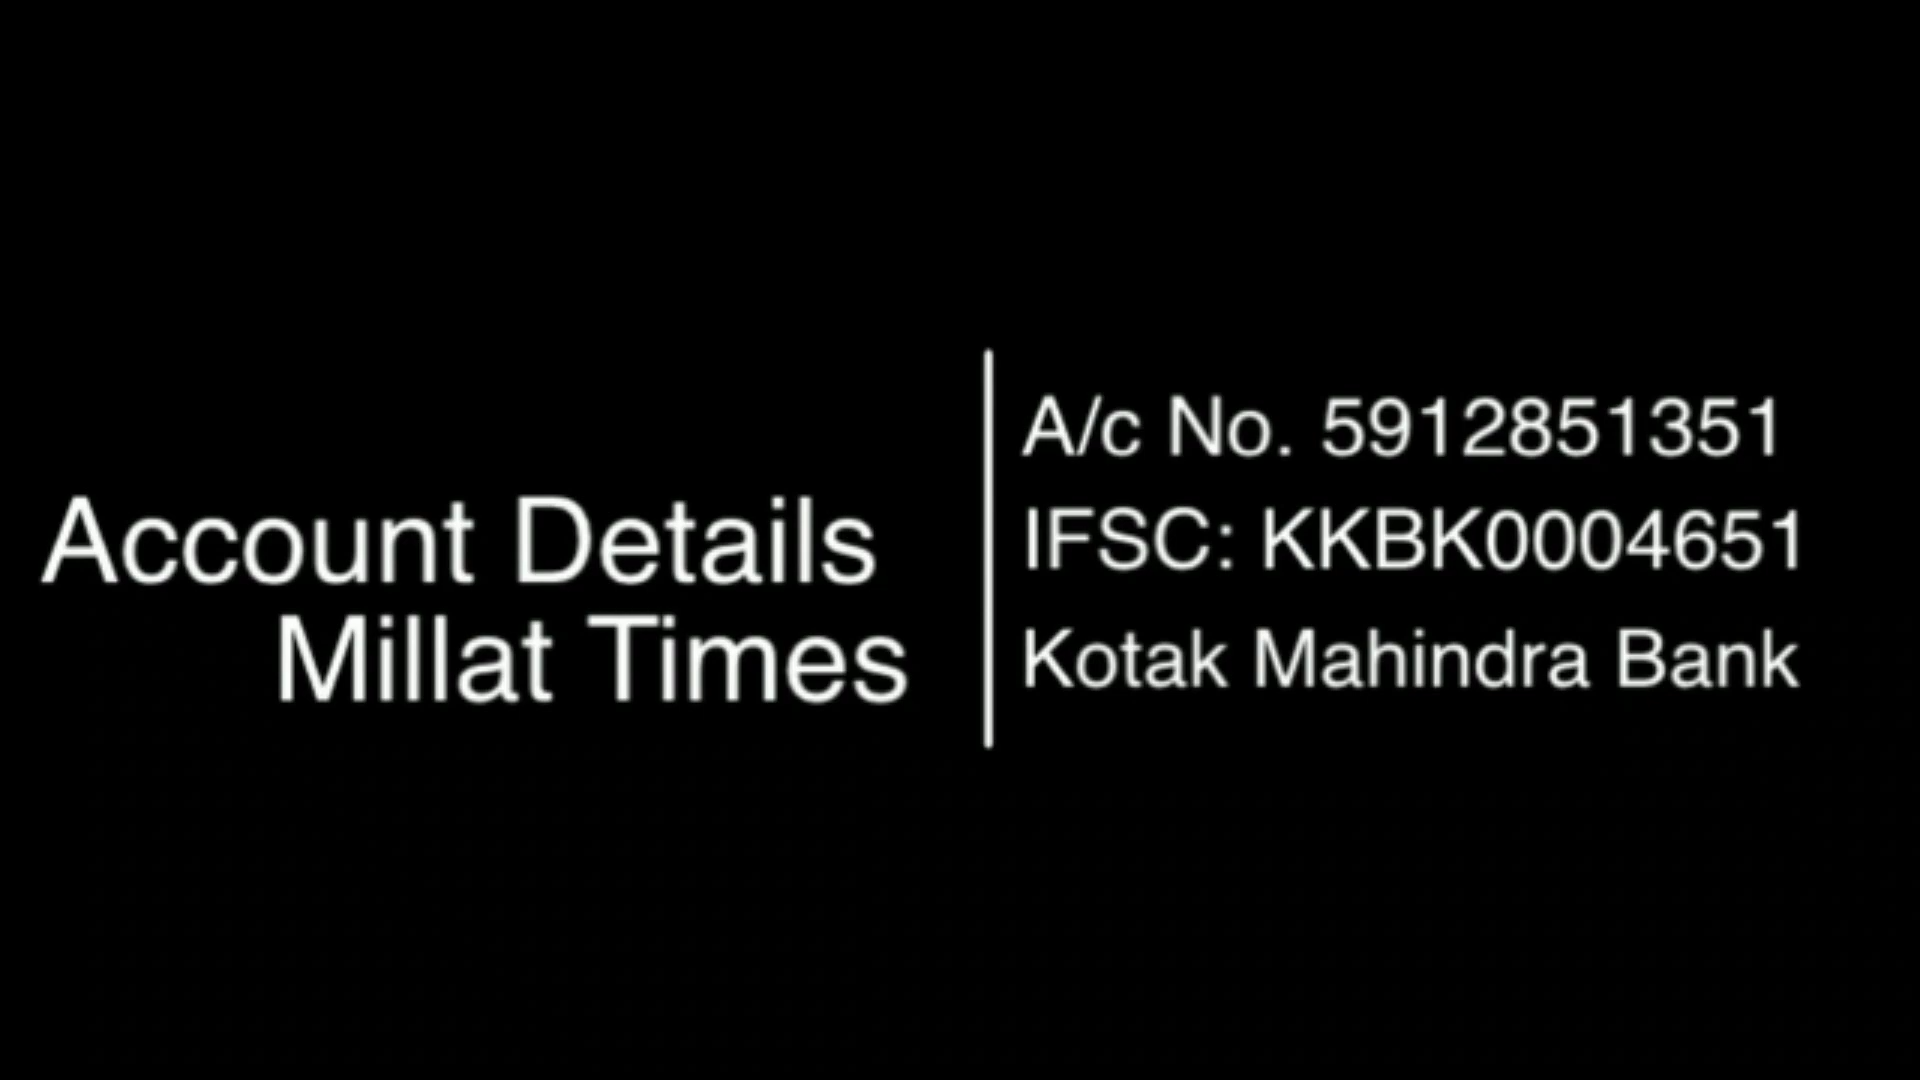 Account Details
Millat Times
A/c No. 5912851351
IFSC: KKBK0004651
Kotak Mahindra Bank